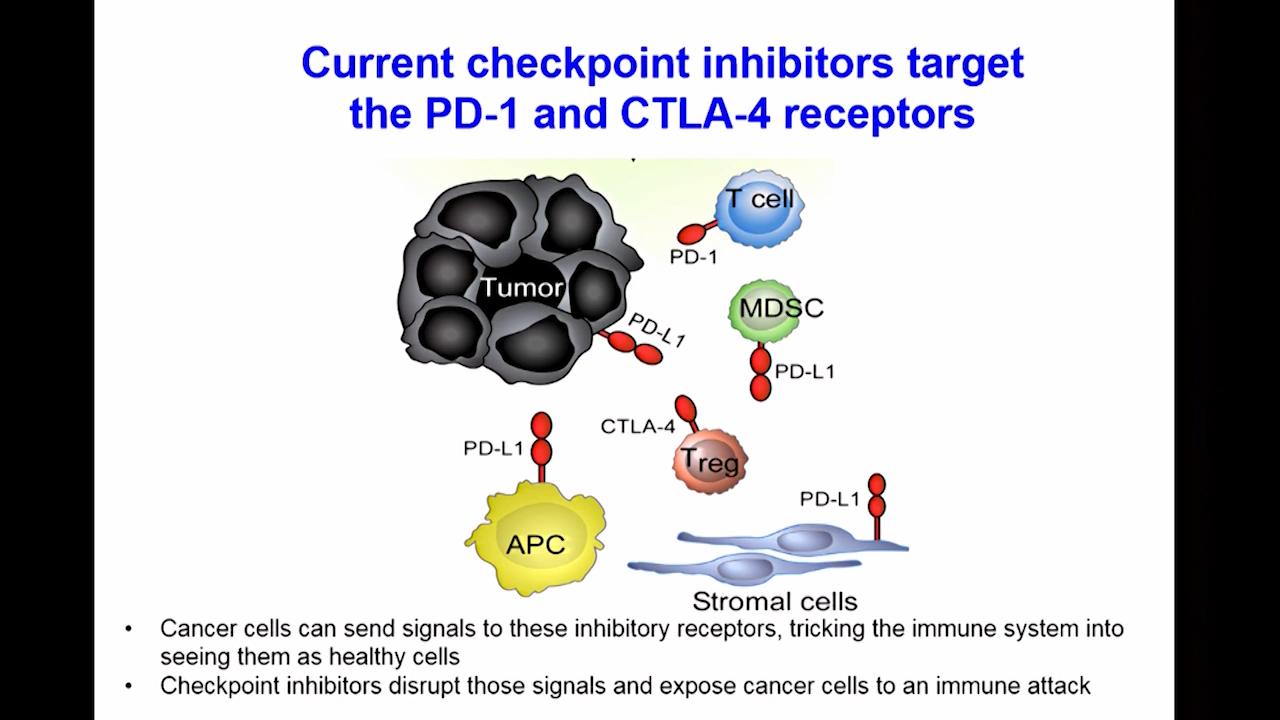 Current checkpoint inhibitors target
the PD-1 and CTLA-4 receptors
T cell
PD-1
Tumor
PD-L1
MDSC
PD-L1
CTLA-4
Treg
PD-L1
APC
PD-L1
Stromal cells
• Cancer cells can send signals to these inhibitory receptors, tricking the immune system into
seeing them as healthy cells
• Checkpoint inhibitors disrupt those signals and expose cancer cells to an immune attack